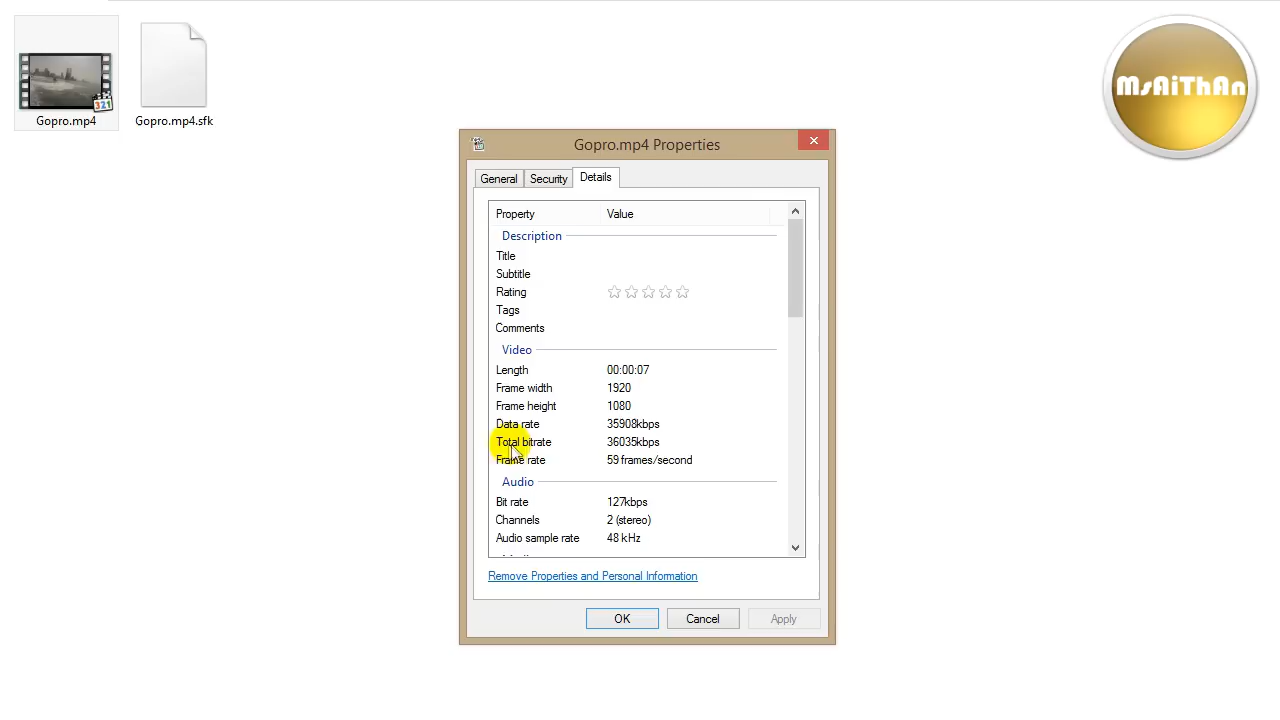 Gopro.mp4
Gopro.mp4.sfk
321
MsAiThAn
Gopro.mp4 Properties
General Security Details
Property Value
Description
Title
Subtitle
Rating
Tags
Comments
Video
Length 00:00:07
Frame width 1920
Frame height 1080
Data rate 35908kbps
Total bitrate 36035kbps
Frame rate 59 frames/second
Audio
Bit rate 127kbps
Channels 2 (stereo)
Audio sample rate 48 kHz
Remove Properties and Personal Information
OK Cancel Apply